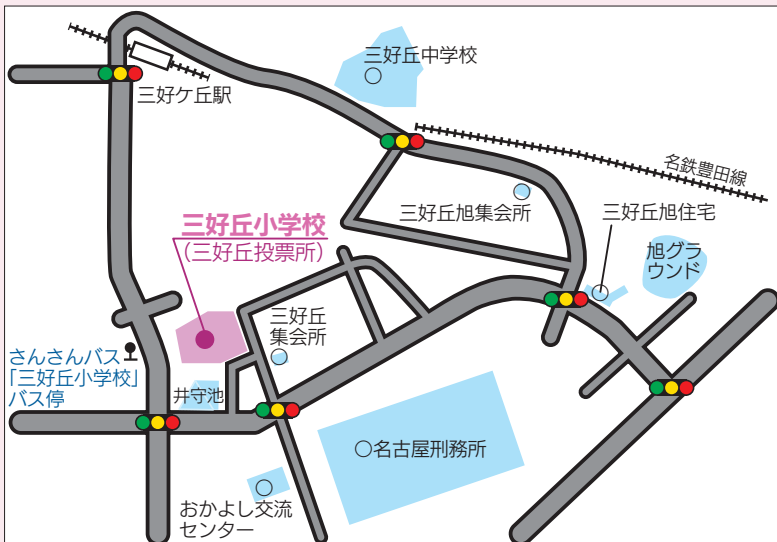 三好丘中学校
三好ケ丘駅
名鉄豊田線
三好丘旭集会所
三好丘旭住宅
三好丘小学校
(三好丘投票所)
旭グラ
ウンド
三好丘
集会所
さんさんバス
「三好丘小学校」
バス停
井守池
名古屋刑務所
おかよし交流
センター